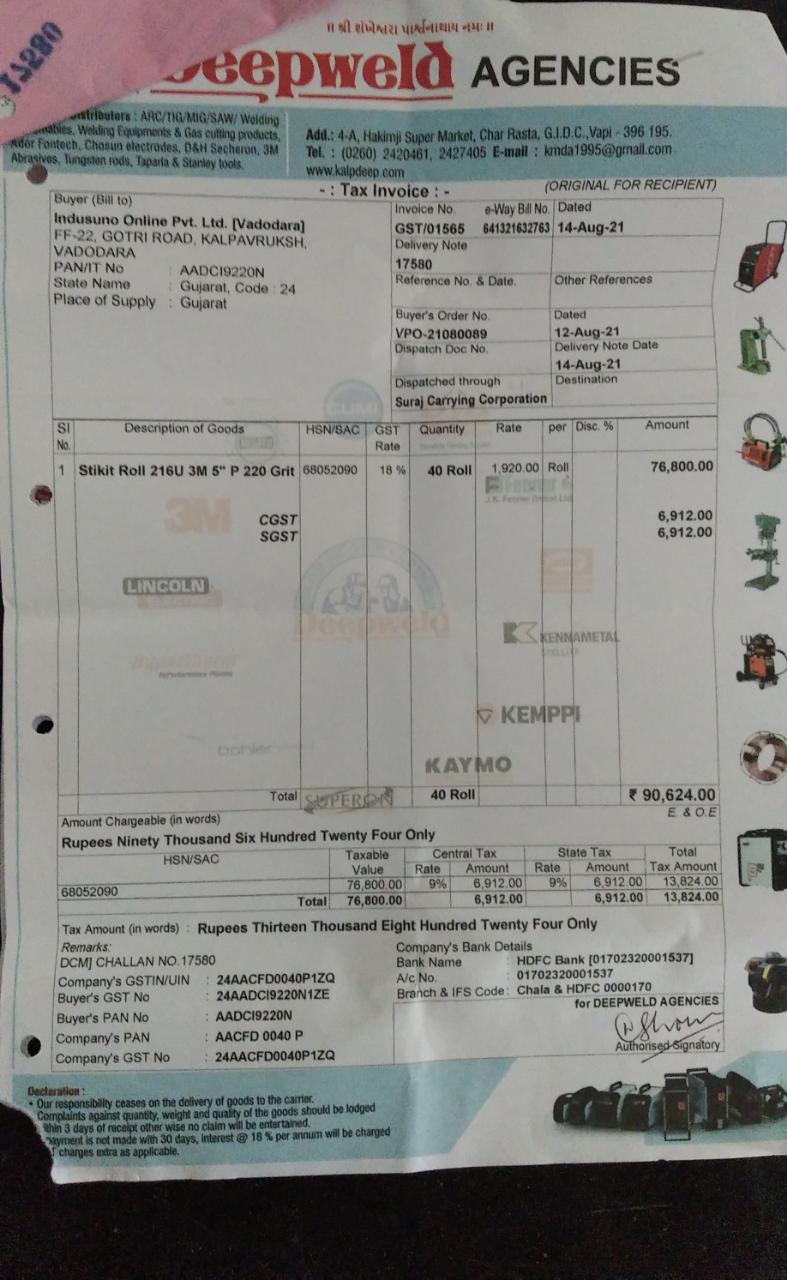 ॥ શ્રી શંખેશ્વરા પાર્શ્વનાથાય નમઃ ॥
17580
Deepweld AGENCIES
Distributors : ARC/TIG/MIG/SAW/ Welding
Welding Equipments & Gas cutting products,
Ador Fontech, Chosun electrodes, D&H Secheron, 3M
Abrasives, Tungsten rods, Taparia & Stanley tools.
Add.: 4-A, Hakimji Super Market, Char Rasta, G.I.D.C.,Vapi - 396 195.
Tel. : (0260) 2420461, 2427405 E-mail : kmda1995@gmail.com
www.kalpdeep.com
- : Tax Invoice : -
(ORIGINAL FOR RECIPIENT)
Buyer (Bill to)
Indusuno Online Pvt. Ltd. [Vadodara]
FF-22, GOTRI ROAD, KALPAVRUKSH,
VADODARA
PAN/IT No : AADCI9220N
State Name : Gujarat, Code : 24
Place of Supply : Gujarat
Invoice No. e-Way Bill No. Dated
GST/01565 641321632763 14-Aug-21
Delivery Note
17580
Reference No. & Date. Other References
Buyer's Order No. Dated
VPO-21080089 12-Aug-21
Dispatch Doc No. Delivery Note Date
14-Aug-21
Dispatched through Destination
Suraj Carrying Corporation
CUMI
SI No. Description of Goods HSN/SAC GST Rate Quantity Rate per Disc. % Amount
1 Stikit Roll 216U 3M 5" P 220 Grit 68052090 18 % 40 Roll 1,920.00 Roll 76,800.00
Fenner
J.K. Fenner (India) Ltd
3M
CGST 6,912.00
SGST 6,912.00
LINCOLN
Deepweld
KENNAMETAL
STELLITE
KEMPPI
bohler
KAYMO
Total SUPERON 40 Roll ₹ 90,624.00
Amount Chargeable (in words) E. & O.E
Rupees Ninety Thousand Six Hundred Twenty Four Only
HSN/SAC Taxable Value Central Tax Rate Amount State Tax Rate Amount Total Tax Amount
68052090 76,800.00 9% 6,912.00 9% 6,912.00 13,824.00
Total 76,800.00 6,912.00 6,912.00 13,824.00
Tax Amount (in words) : Rupees Thirteen Thousand Eight Hundred Twenty Four Only
Remarks:
DCMJ CHALLAN NO.17580
Company's GSTIN/UIN : 24AACFD0040P1ZQ
Buyer's GST No : 24AADCI9220N1ZE
Buyer's PAN No : AADCI9220N
Company's PAN : AACFD 0040 P
Company's GST No : 24AACFD0040P1ZQ
Company's Bank Details
Bank Name : HDFC Bank [01702320001537]
A/c No. : 01702320001537
Branch & IFS Code : Chala & HDFC 0000170
for DEEPWELD AGENCIES
Authorised Signatory
Declaration :
• Our responsibility ceases on the delivery of goods to the carrier.
Complaints against quantity, weight and quality of the goods should be lodged
ithin 3 days of receipt other wise no claim will be entertained.
payment is not made with 30 days, interest @ 18 % per annum will be charged
charges extra as applicable.